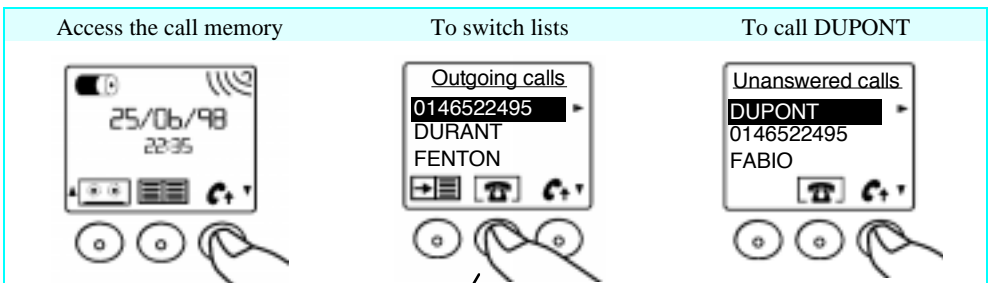 Access the call memory
To switch lists
To call DUPONT
25/06/98
22:35
Outgoing calls
0146522495
DURANT
FENTON
Unanswered calls
DUPONT
0146522495
FABIO